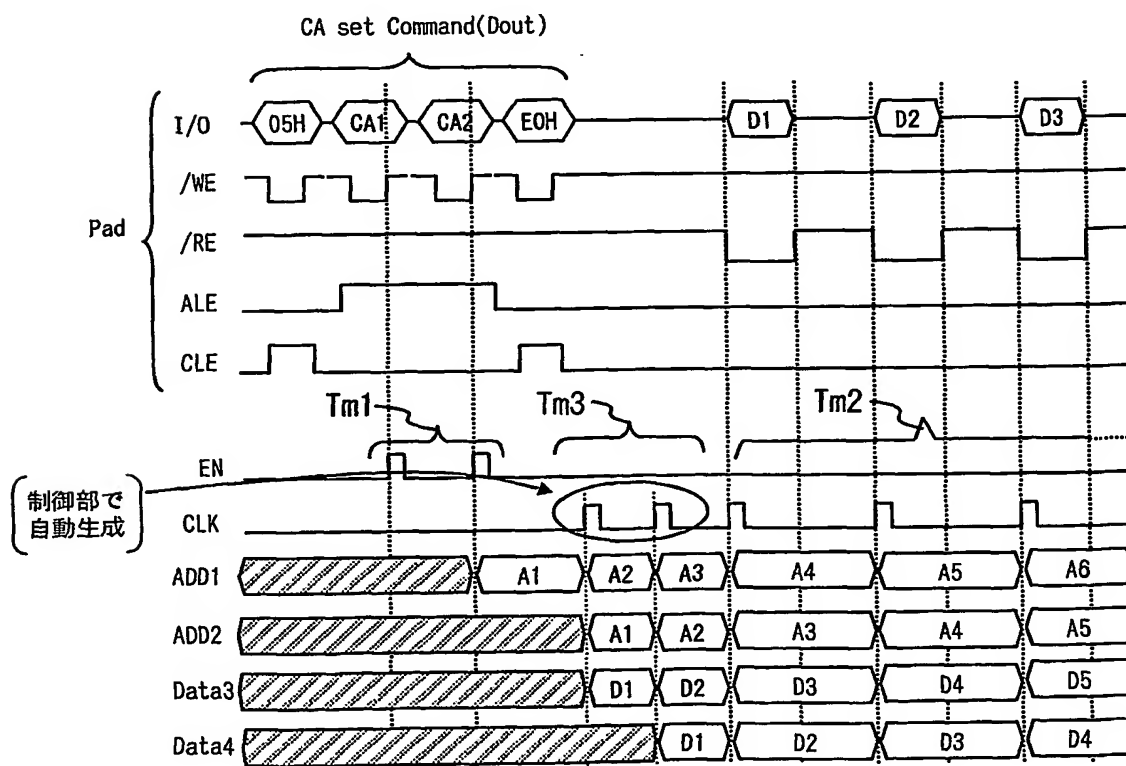 CA set Command(Dout)
Pad
I/O 05H CA1 CA2 E0H D1 D2 D3
/WE
/RE
ALE
CLE
Tm1 Tm3 Tm2
EN
制御部で
自動生成
CLK
ADD1 A1 A2 A3 A4 A5 A6
ADD2 A1 A2 A3 A4 A5
Data3 D1 D2 D3 D4 D5
Data4 D1 D2 D3 D4